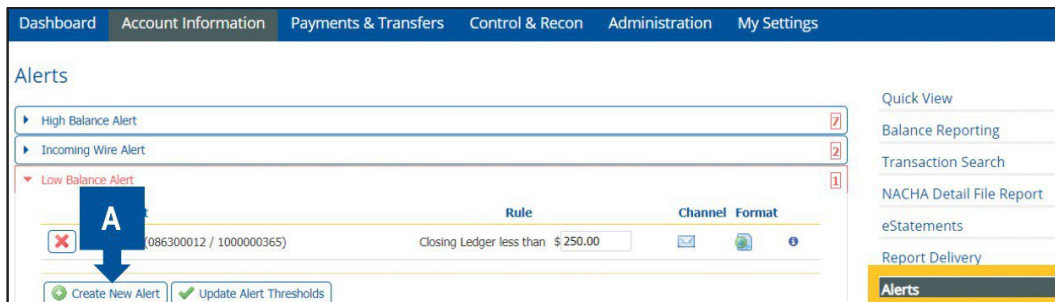 Dashboard Account Information Payments & Transfers Control & Recon Administration My Settings
Alerts
High Balance Alert 7
Incoming Wire Alert 2
Low Balance Alert 1
A
Rule Channel Format
(086300012 / 1000000365) Closing Ledger less than $ 250.00
Create New Alert Update Alert Thresholds
Quick View
Balance Reporting
Transaction Search
NACHA Detail File Report
eStatements
Report Delivery
Alerts